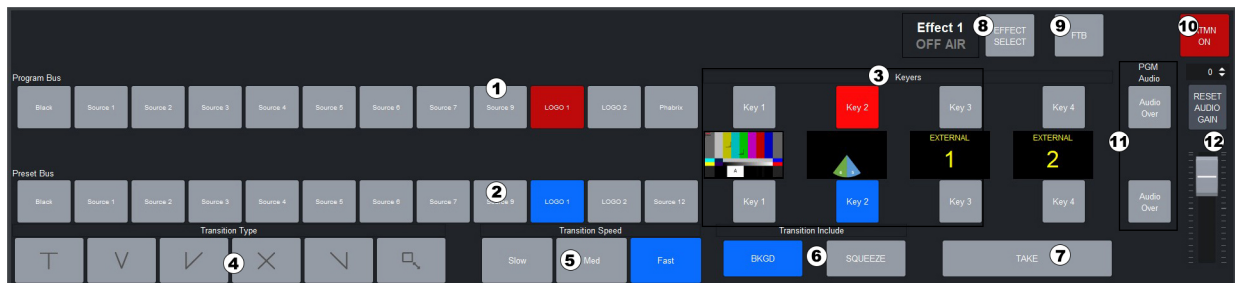 Effect 1
OFF AIR
8
EFFECT
SELECT
9
FTB
10
ATMN
ON
Program Bus
1
3
Keyers
PGM
Audio
0
Black
Source 1
Source 2
Source 3
Source 4
Source 5
Source 6
Source 7
Source 9
LOGO 1
LOGO 2
Phabrix
Key 1
Key 2
Key 3
Key 4
Audio
Over
RESET
AUDIO
GAIN
A
EXTERNAL
1
EXTERNAL
2
11
12
Preset Bus
2
Black
Source 1
Source 2
Source 3
Source 4
Source 5
Source 6
Source 7
Source 9
LOGO 1
LOGO 2
Source 12
Key 1
Key 2
Key 3
Key 4
Audio
Over
Transition Type
Transition Speed
Transition Include
4
Slow
5
Med
Fast
BKGD
6
SQUEEZE
TAKE
7